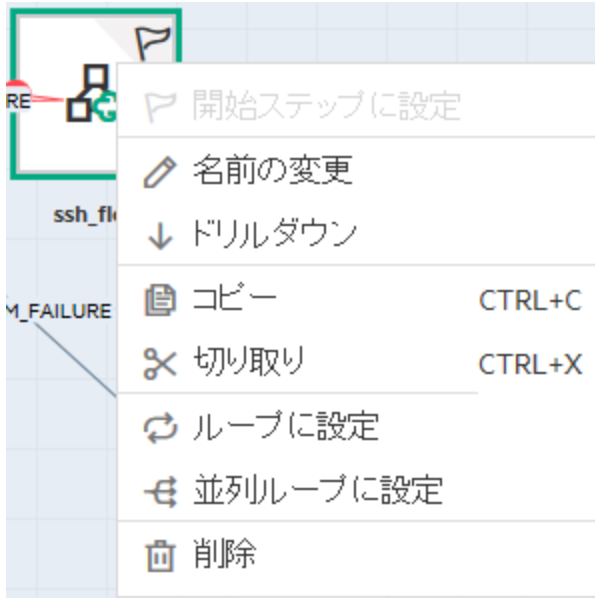 RE
開始ステップに設定
名前の変更
ssh_fl
ドリルダウン
コピー CTRL+C
M_FAILURE
切り取り CTRL+X
ループに設定
並列ループに設定
削除